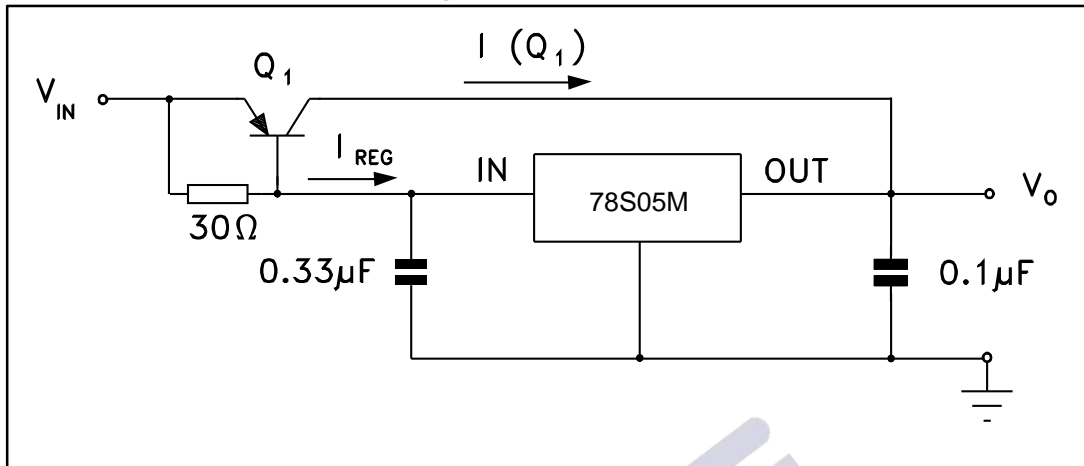 I (Q1)
Q1
VIN
IREG
IN
78S05M
OUT
VO
30Ω
0.33µF
0.1µF